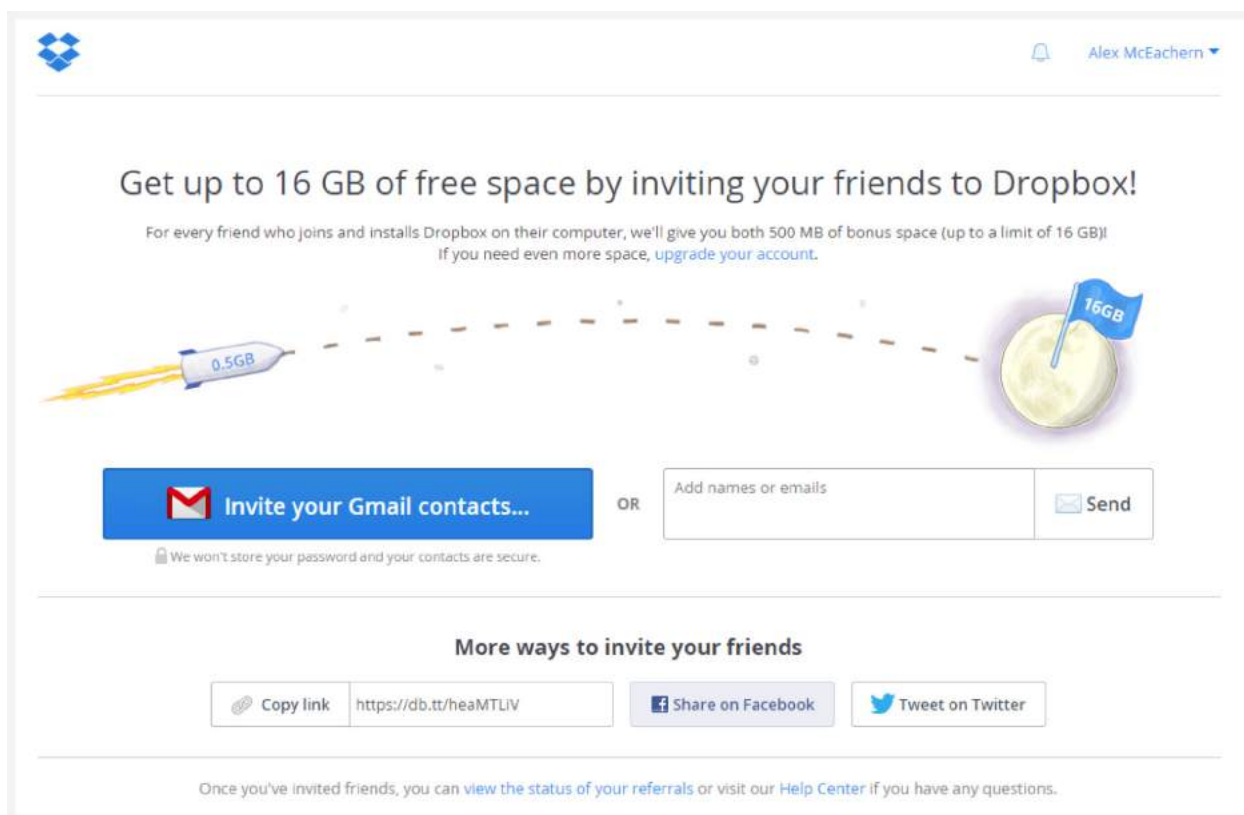 Alex McEachern
Get up to 16 GB of free space by inviting your friends to Dropbox!
For every friend who joins and installs Dropbox on their computer, we'll give you both 500 MB of bonus space (up to a limit of 16 GB)!
If you need even more space, upgrade your account.
16GB
0.5GB
Invite your Gmail contacts...
OR
Add names or emails
Send
We won't store your password and your contacts are secure.
More ways to invite your friends
Copy link
https://db.tt/heaMTLiV
Share on Facebook
Tweet on Twitter
Once you've invited friends, you can view the status of your referrals or visit our Help Center if you have any questions.